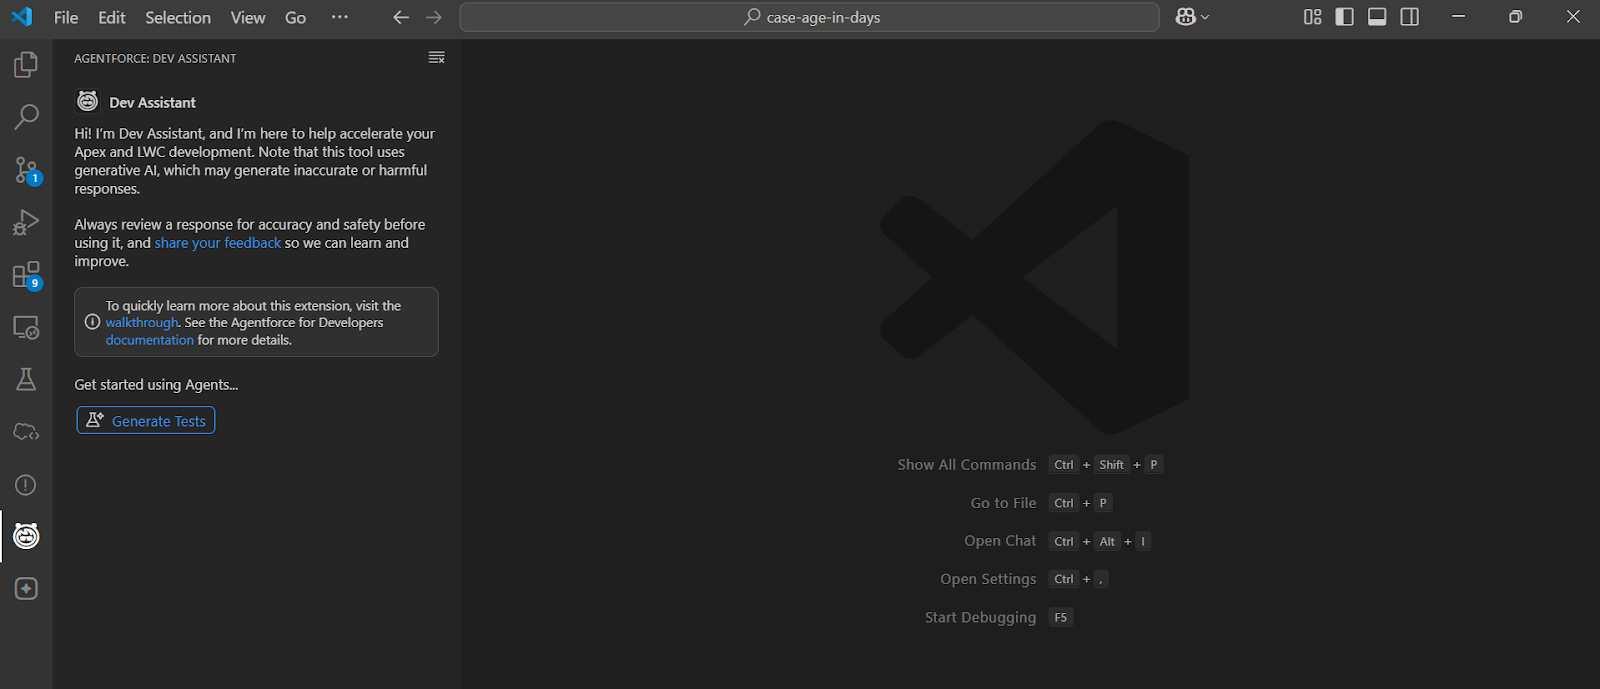 File Edit Selection View Go ···
case-age-in-days
AGENTFORCE: DEV ASSISTANT
Dev Assistant
Hi! I'm Dev Assistant, and I'm here to help accelerate your
Apex and LWC development. Note that this tool uses
generative AI, which may generate inaccurate or harmful
responses.
Always review a response for accuracy and safety before
using it, and share your feedback so we can learn and
improve.
To quickly learn more about this extension, visit the
walkthrough. See the Agentforce for Developers
documentation for more details.
Get started using Agents...
Generate Tests
1
9
Show All Commands Ctrl + Shift + P
Go to File Ctrl + P
Open Chat Ctrl + Alt + I
Open Settings Ctrl + ,
Start Debugging F5